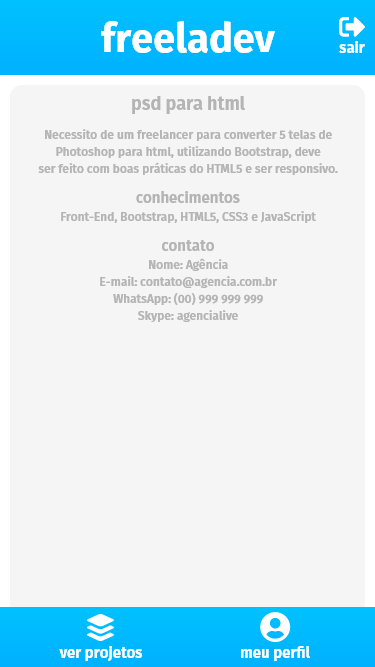 freeladev
sair
psd para html
Necessito de um freelancer para converter 5 telas de
Photoshop para html, utilizando Bootstrap, deve
ser feito com boas práticas do HTML5 e ser responsivo.
conhecimentos
Front-End, Bootstrap, HTML5, CSS3 e JavaScript
contato
Nome: Agência
E-mail: contato@agencia.com.br
WhatsApp: (00) 999 999 999
Skype: agencialive
ver projetos
meu perfil